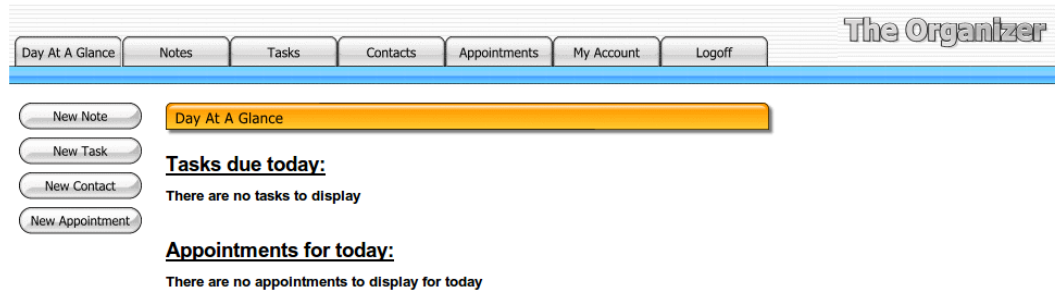 The Organizer
Day At A Glance Notes Tasks Contacts Appointments My Account Logoff
New Note
New Task
New Contact
New Appointment
Day At A Glance
Tasks due today:
There are no tasks to display
Appointments for today:
There are no appointments to display for today